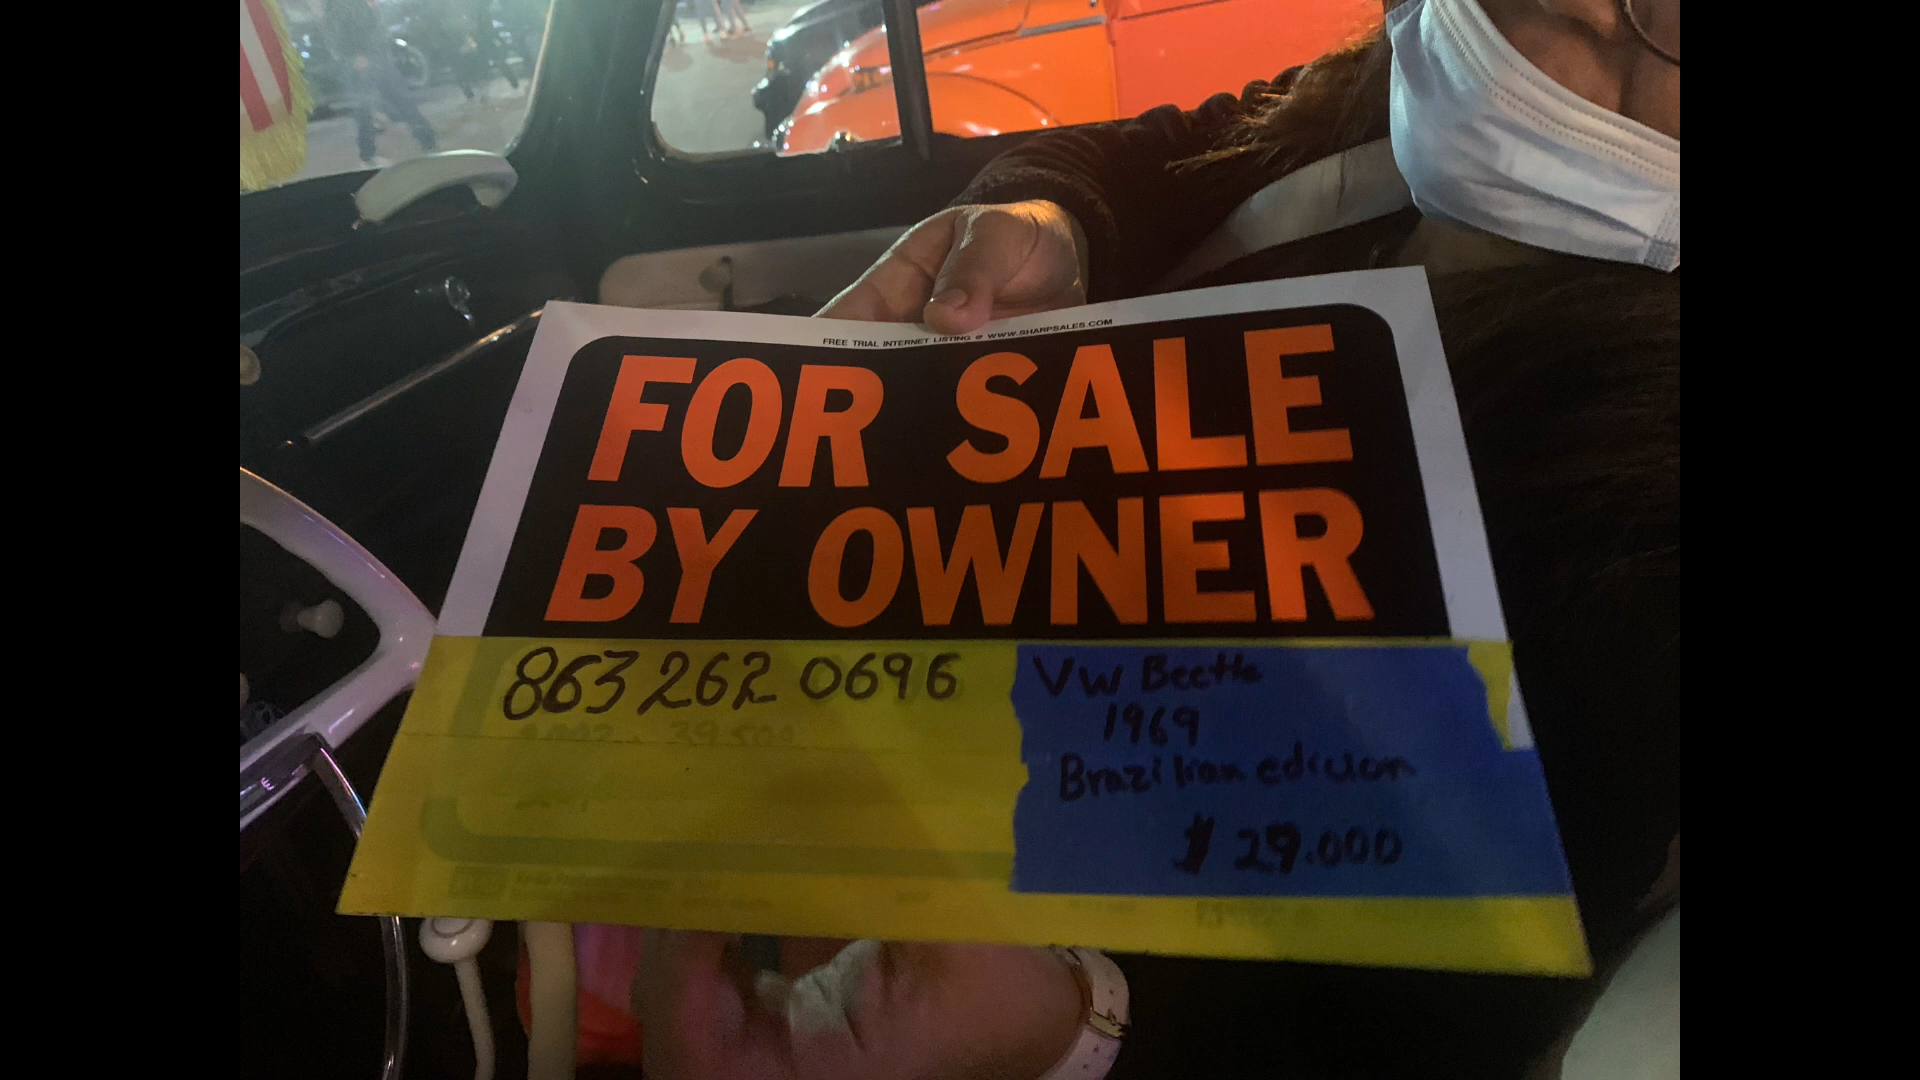 FREE TRIAL INTERNET LISTING @ WWW.SHARPSALES.COM
FOR SALE
BY OWNER
863 262 0696
VW Beetle
1969
Brazilian edicion
$ 29.000